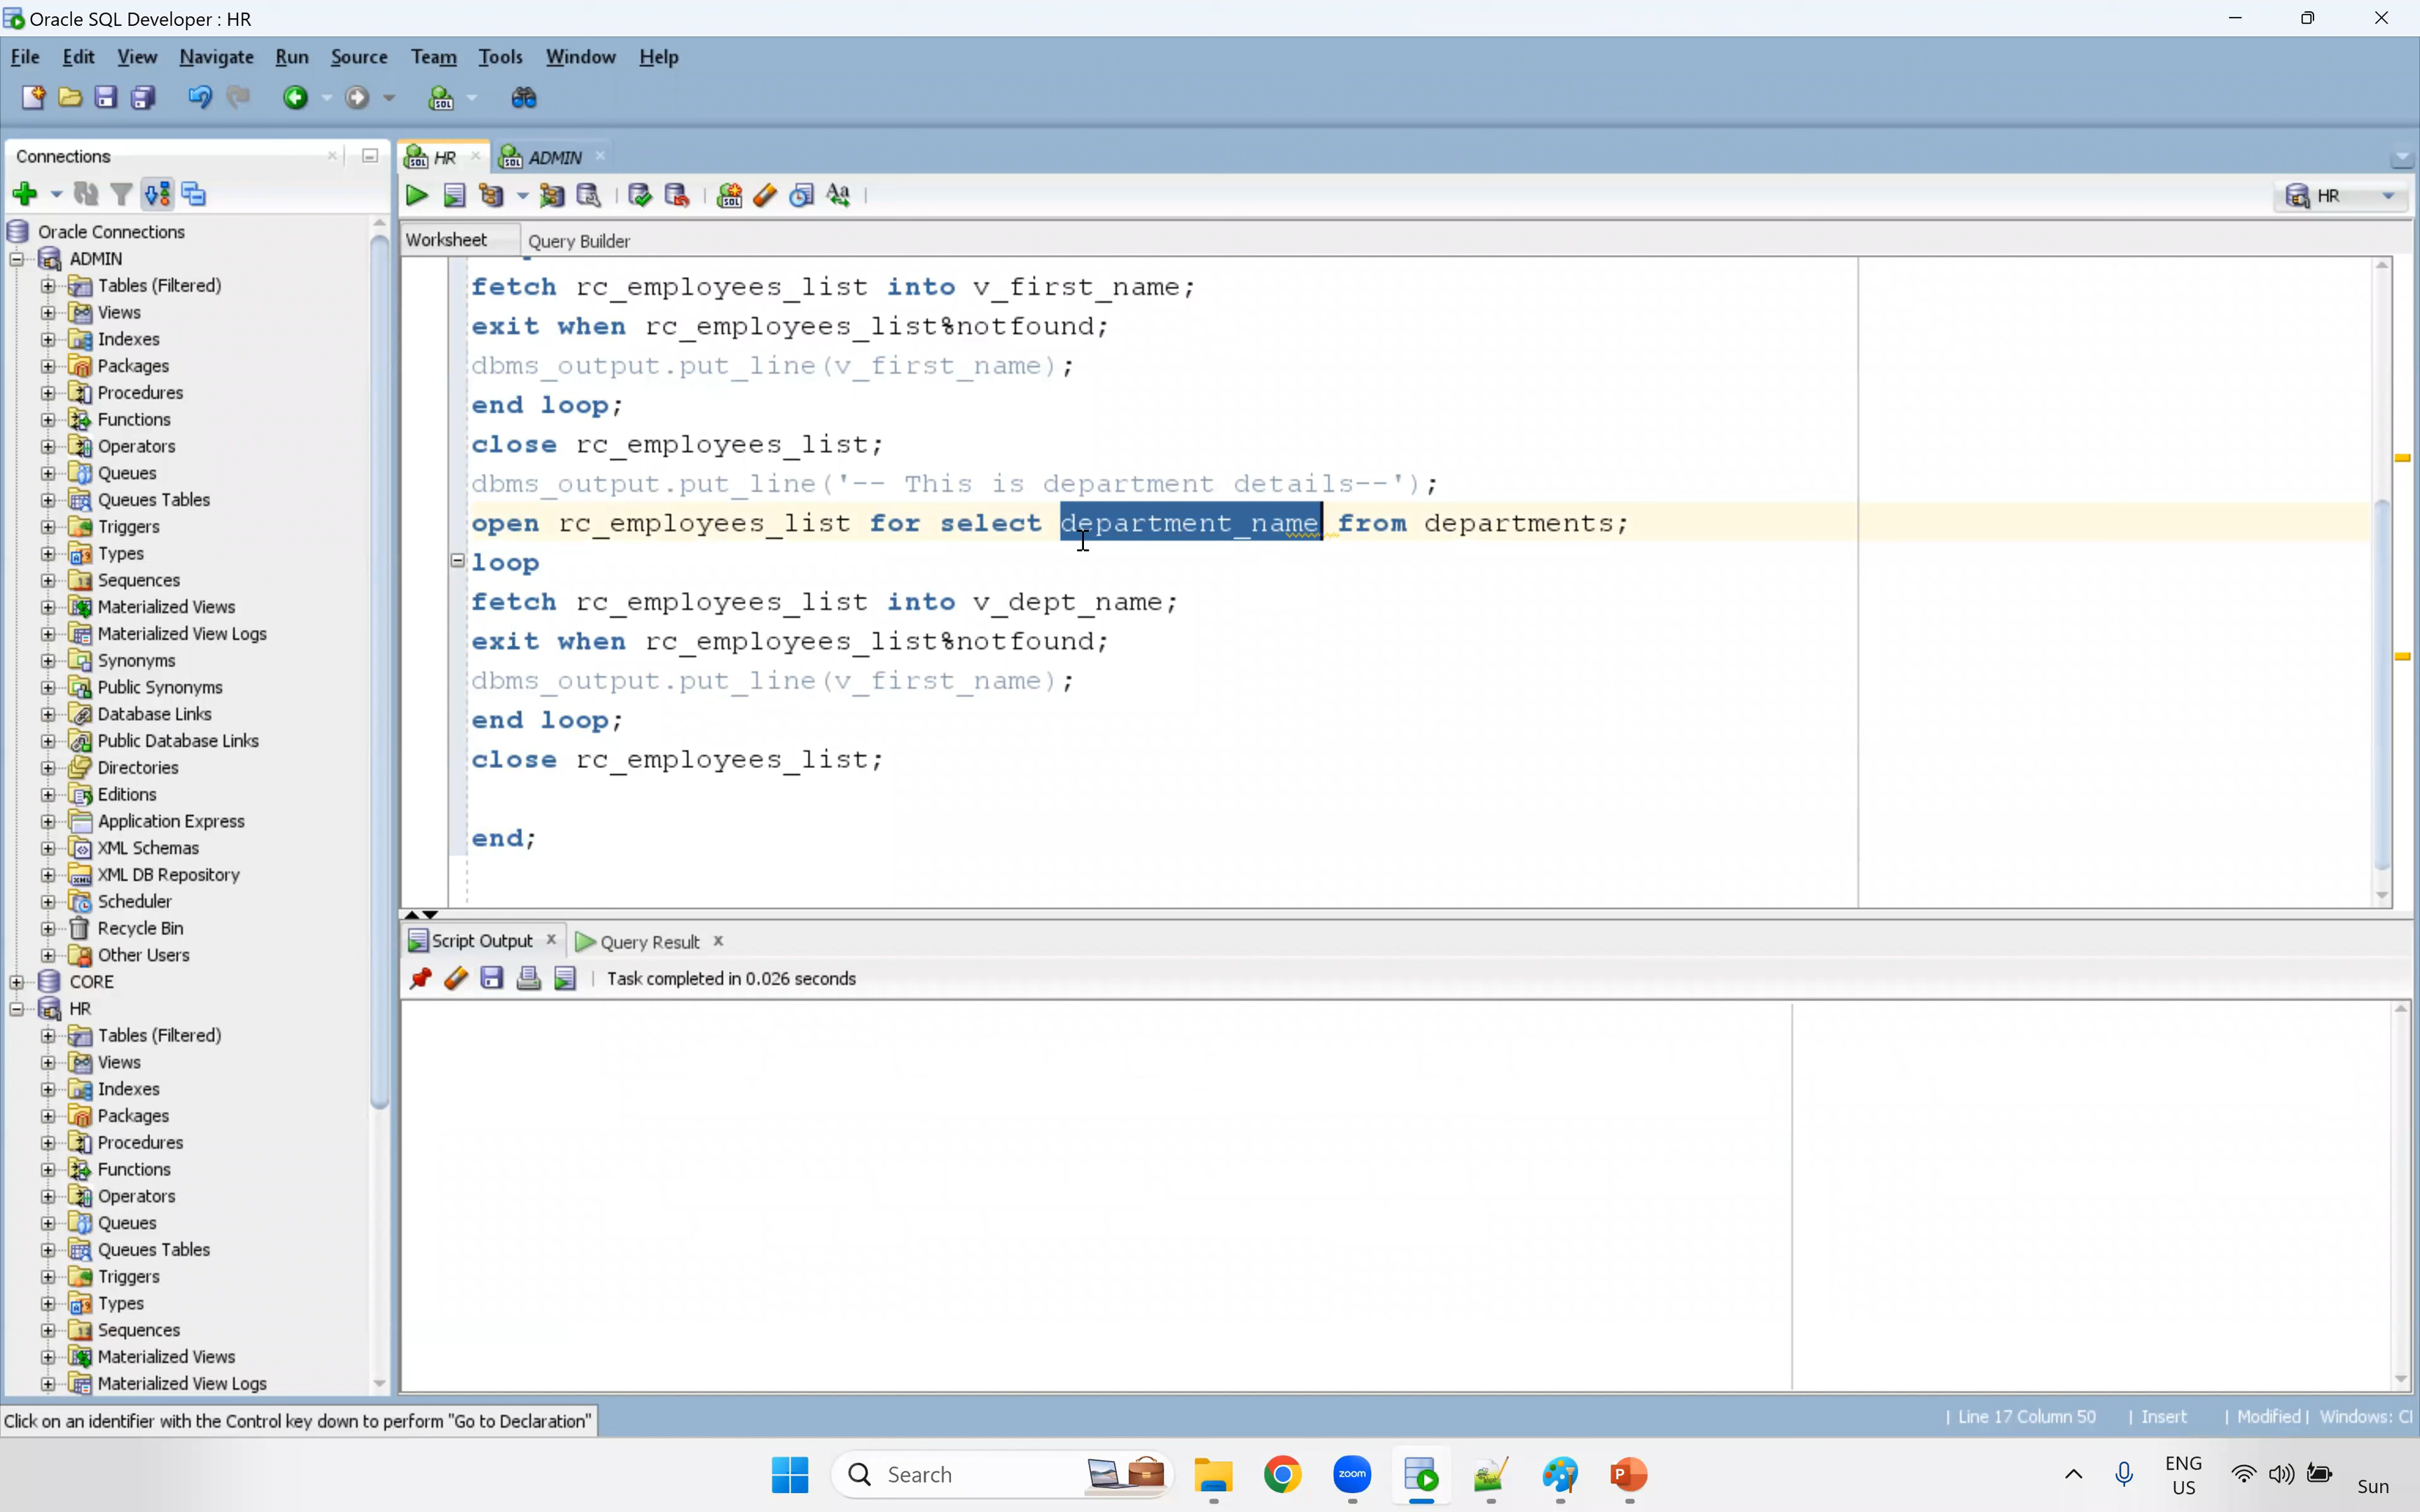 Oracle SQL Developer : HR
File Edit View Navigate Run Source Team Tools Window Help
Connections
HR
ADMIN
HR
Worksheet
Query Builder
Oracle Connections
ADMIN
Tables (Filtered)
Views
Indexes
Packages
Procedures
Functions
Operators
Queues
Queues Tables
Triggers
Types
Sequences
Materialized Views
Materialized View Logs
Synonyms
Public Synonyms
Database Links
Public Database Links
Directories
Editions
Application Express
XML Schemas
XML DB Repository
Scheduler
Recycle Bin
Other Users
CORE
HR
Tables (Filtered)
Views
Indexes
Packages
Procedures
Functions
Operators
Queues
Queues Tables
Triggers
Types
Sequences
Materialized Views
Materialized View Logs
fetch rc_employees_list into v_first_name;
exit when rc_employees_list%notfound;
dbms_output.put_line(v_first_name);
end loop;
close rc_employees_list;
dbms_output.put_line('-- This is department details--');
open rc_employees_list for select department_name from departments;
loop
fetch rc_employees_list into v_dept_name;
exit when rc_employees_list%notfound;
dbms_output.put_line(v_first_name);
end loop;
close rc_employees_list;
end;
Script Output
Query Result
Task completed in 0.026 seconds
Click on an identifier with the Control key down to perform "Go to Declaration"
Line 17 Column 50 | Insert | Modified | Windows: Cl
Search
zoom
ENG
US
Sun